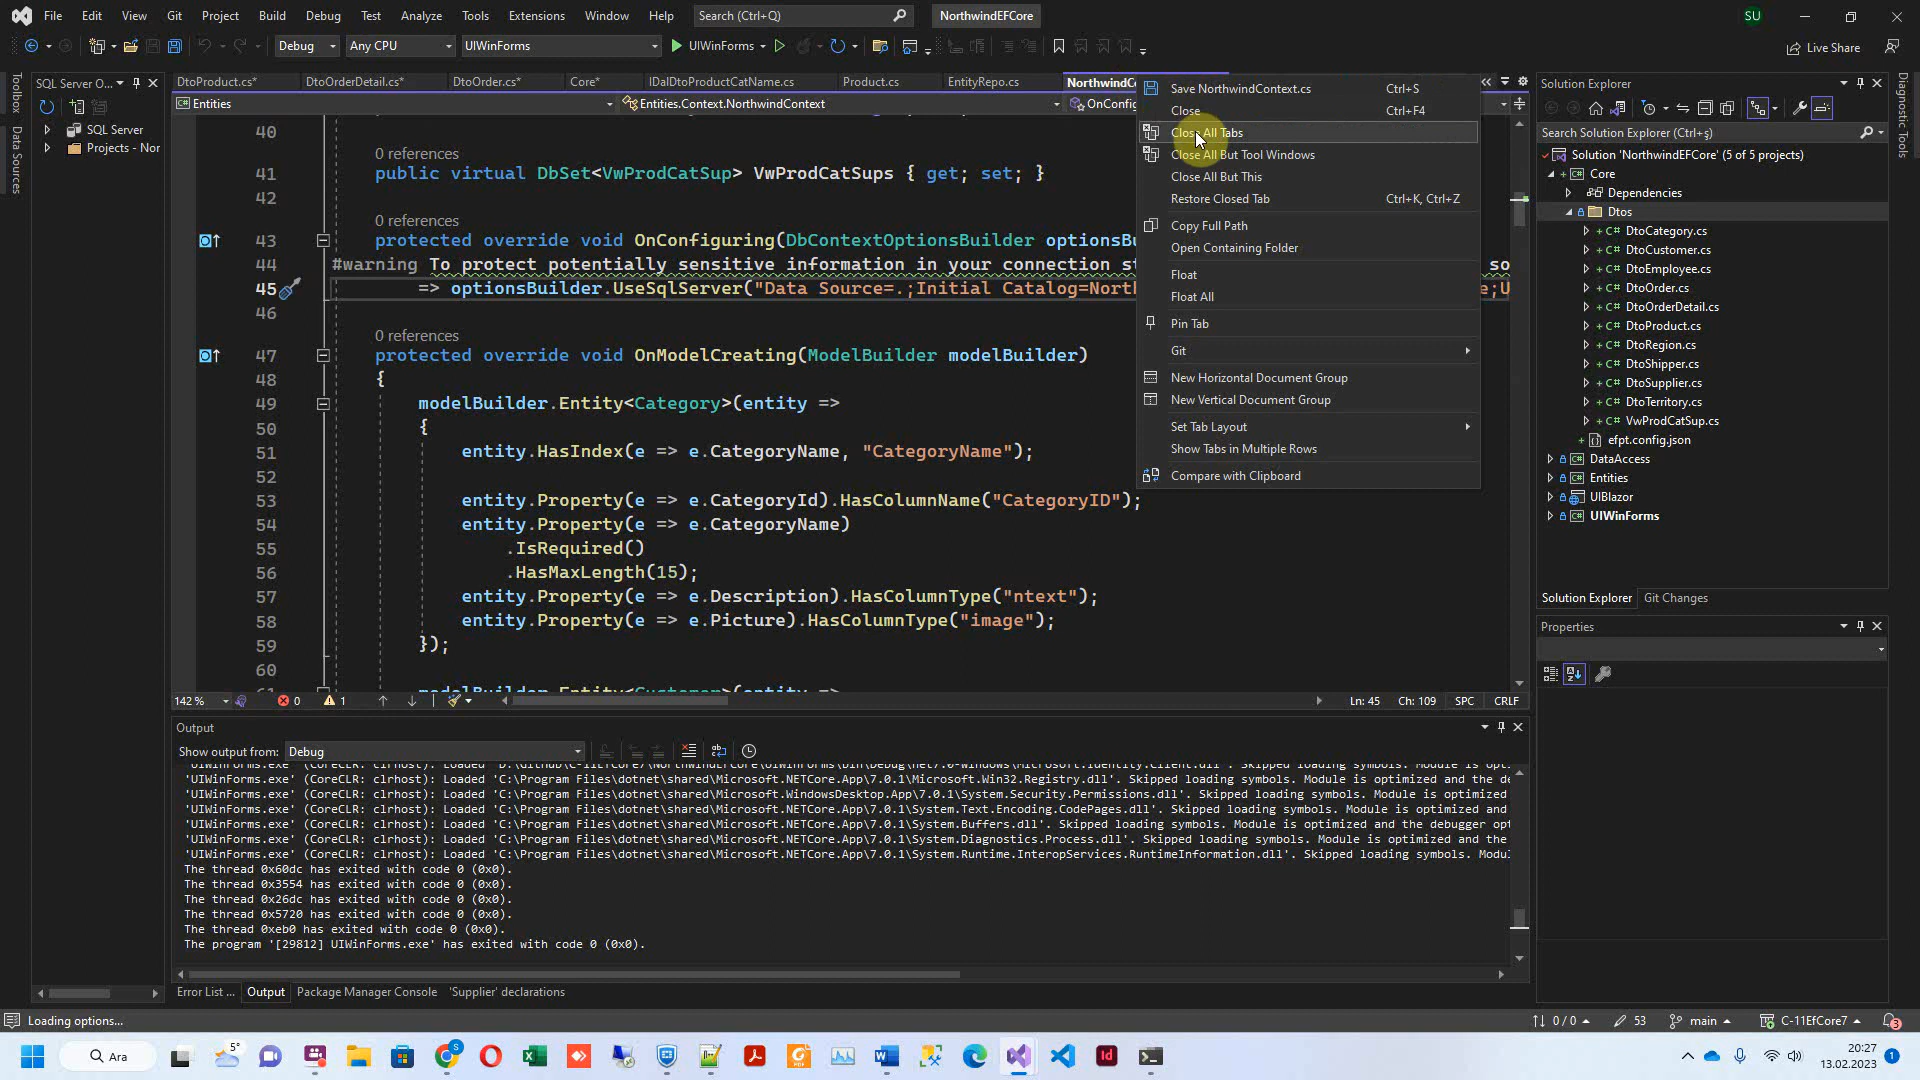 File Edit View Git Project Build Debug Test Analyze Tools Extensions Window Help Search (Ctrl+Q) NorthwindEFCore SU
Debug Any CPU UIWinForms UIWinForms Live Share
SQL Server O...
SQL Server
Projects - Nor
Toolbox
Data Sources
DtoProduct.cs* DtoOrderDetail.cs* DtoOrder.cs* Core* IDalDtoProductCatName.cs Product.cs EntityRepo.cs NorthwindC
Entities Entities.Context.NorthwindContext OnConfig
40
0 references
41 public virtual DbSet<VwProdCatSup> VwProdCatSups { get; set; }
42
0 references
43 protected override void OnConfiguring(DbContextOptionsBuilder optionsB
44 #warning To protect potentially sensitive information in your connection st so
45 => optionsBuilder.UseSqlServer("Data Source=.;Initial Catalog=North e;U
46
0 references
47 protected override void OnModelCreating(ModelBuilder modelBuilder)
48 {
49 modelBuilder.Entity<Category>(entity =>
50 {
51 entity.HasIndex(e => e.CategoryName, "CategoryName");
52
53 entity.Property(e => e.CategoryId).HasColumnName("CategoryID");
54 entity.Property(e => e.CategoryName)
55 .IsRequired()
56 .HasMaxLength(15);
57 entity.Property(e => e.Description).HasColumnType("ntext");
58 entity.Property(e => e.Picture).HasColumnType("image");
59 });
60
61 modelBuilder.Entity<Customer>(entity =>
142 % 0 1 Ln: 45 Ch: 109 SPC CRLF
Save NorthwindContext.cs Ctrl+S
Close Ctrl+F4
Close All Tabs
Close All But Tool Windows
Close All But This
Restore Closed Tab Ctrl+K, Ctrl+Z
Copy Full Path
Open Containing Folder
Float
Float All
Pin Tab
Git
New Horizontal Document Group
New Vertical Document Group
Set Tab Layout
Show Tabs in Multiple Rows
Compare with Clipboard
Output
Show output from: Debug
'UIWinForms.exe' (CoreCLR: clrhost): Loaded 'C:\Program Files\dotnet\shared\Microsoft.NETCore.App\7.0.1\Microsoft.Win32.Registry.dll'. Skipped loading symbols. Module is optimized and the de
'UIWinForms.exe' (CoreCLR: clrhost): Loaded 'C:\Program Files\dotnet\shared\Microsoft.WindowsDesktop.App\7.0.1\System.Security.Permissions.dll'. Skipped loading symbols. Module is optimized
'UIWinForms.exe' (CoreCLR: clrhost): Loaded 'C:\Program Files\dotnet\shared\Microsoft.NETCore.App\7.0.1\System.Text.Encoding.CodePages.dll'. Skipped loading symbols. Module is optimized and
'UIWinForms.exe' (CoreCLR: clrhost): Loaded 'C:\Program Files\dotnet\shared\Microsoft.NETCore.App\7.0.1\System.Buffers.dll'. Skipped loading symbols. Module is optimized and the debugger opt
'UIWinForms.exe' (CoreCLR: clrhost): Loaded 'C:\Program Files\dotnet\shared\Microsoft.NETCore.App\7.0.1\System.Diagnostics.Process.dll'. Skipped loading symbols. Module is optimized and the
'UIWinForms.exe' (CoreCLR: clrhost): Loaded 'C:\Program Files\dotnet\shared\Microsoft.NETCore.App\7.0.1\System.Runtime.InteropServices.RuntimeInformation.dll'. Skipped loading symbols. Modul
The thread 0x60dc has exited with code 0 (0x0).
The thread 0x3554 has exited with code 0 (0x0).
The thread 0x26dc has exited with code 0 (0x0).
The thread 0x5720 has exited with code 0 (0x0).
The thread 0xeb0 has exited with code 0 (0x0).
The program '[29812] UIWinForms.exe' has exited with code 0 (0x0).
Error List ... Output Package Manager Console 'Supplier' declarations
Solution Explorer
Search Solution Explorer (Ctrl+ş)
Solution 'NorthwindEFCore' (5 of 5 projects)
Core
Dependencies
Dtos
DtoCategory.cs
DtoCustomer.cs
DtoEmployee.cs
DtoOrder.cs
DtoOrderDetail.cs
DtoProduct.cs
DtoRegion.cs
DtoShipper.cs
DtoSupplier.cs
DtoTerritory.cs
VwProdCatSup.cs
efpt.config.json
DataAccess
Entities
UIBlazor
UIWinForms
Solution Explorer Git Changes
Properties
Diagnostic Tools
Loading options... 0 / 0 53 main C-11EfCore7 3
Ara 5° 20:27
13.02.2023 1